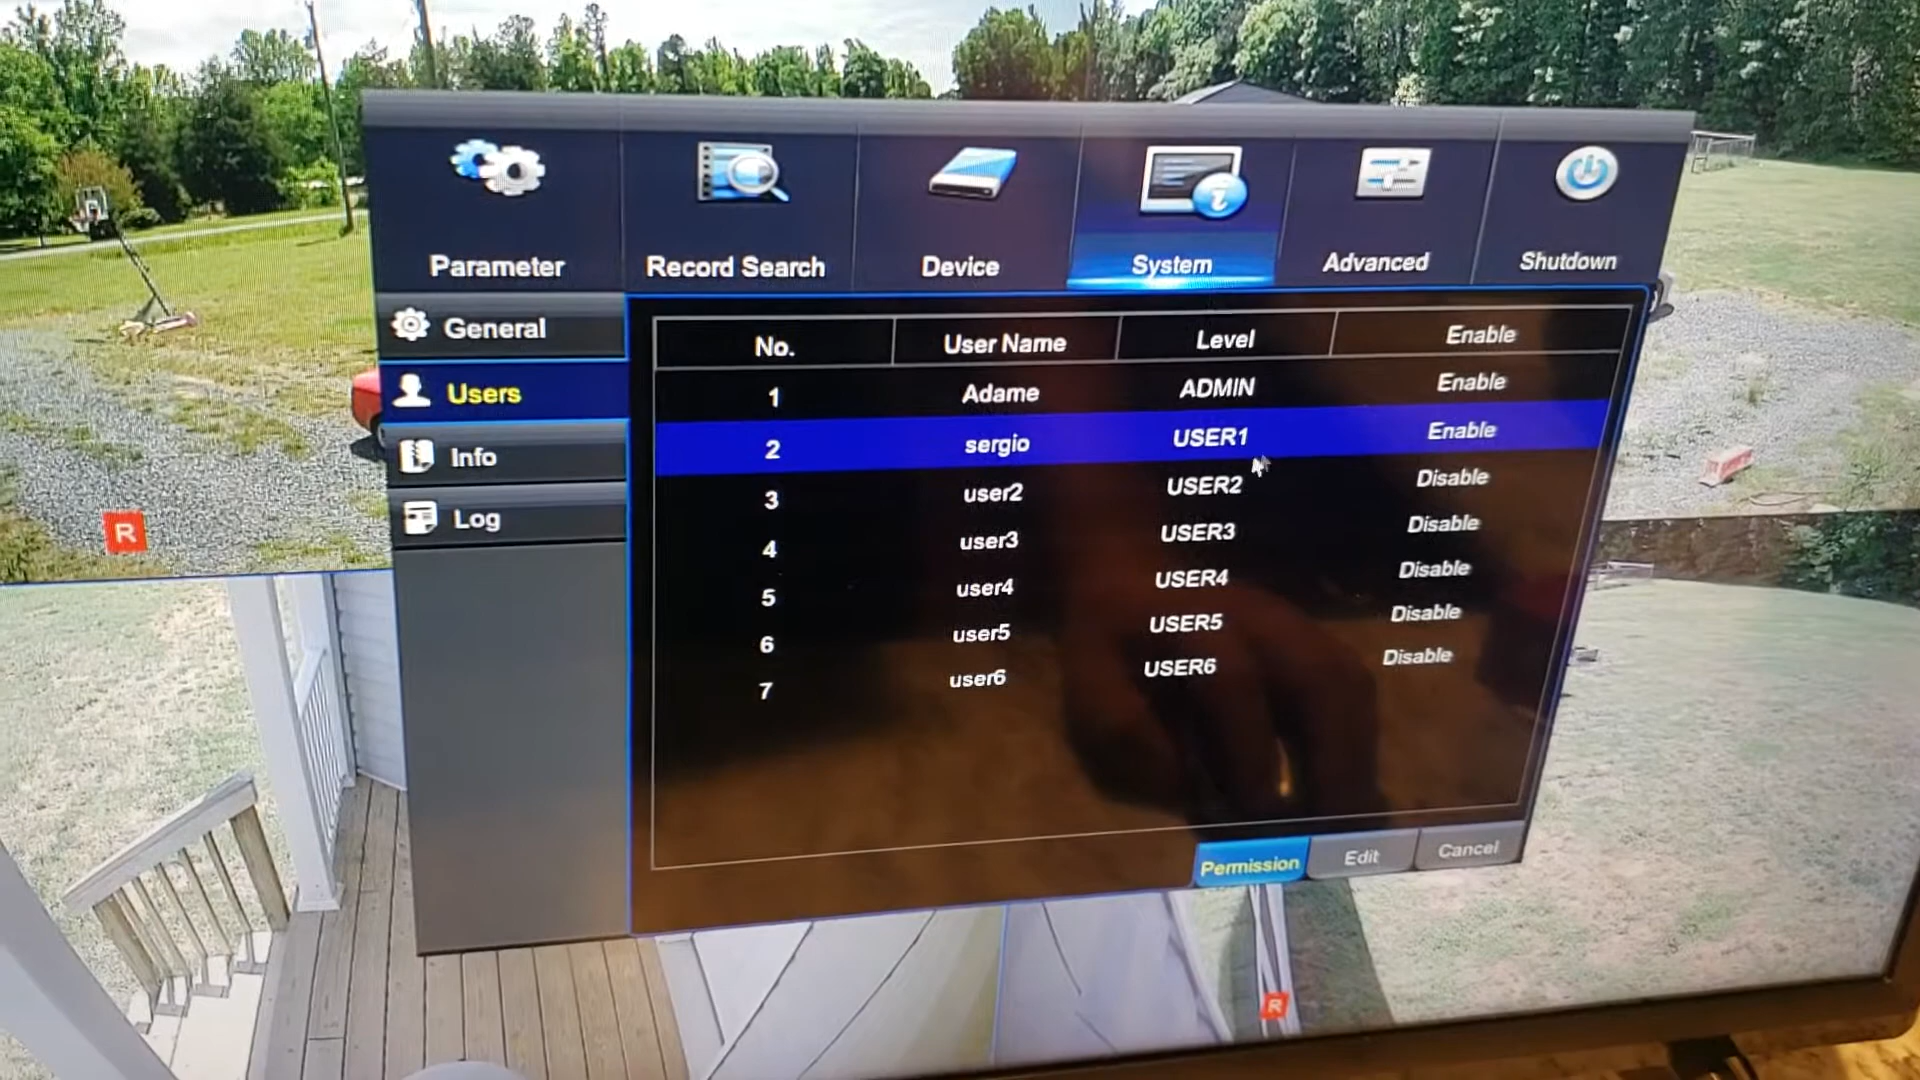 Parameter Record Search Device System Advanced Shutdown
General
Users
Info
Log
No. User Name Level Enable
1 Adame ADMIN Enable
2 sergio USER1 Enable
3 user2 USER2 Disable
4 user3 USER3 Disable
5 user4 USER4 Disable
6 user5 USER5 Disable
7 user6 USER6 Disable
Permission Edit Cancel
R
R